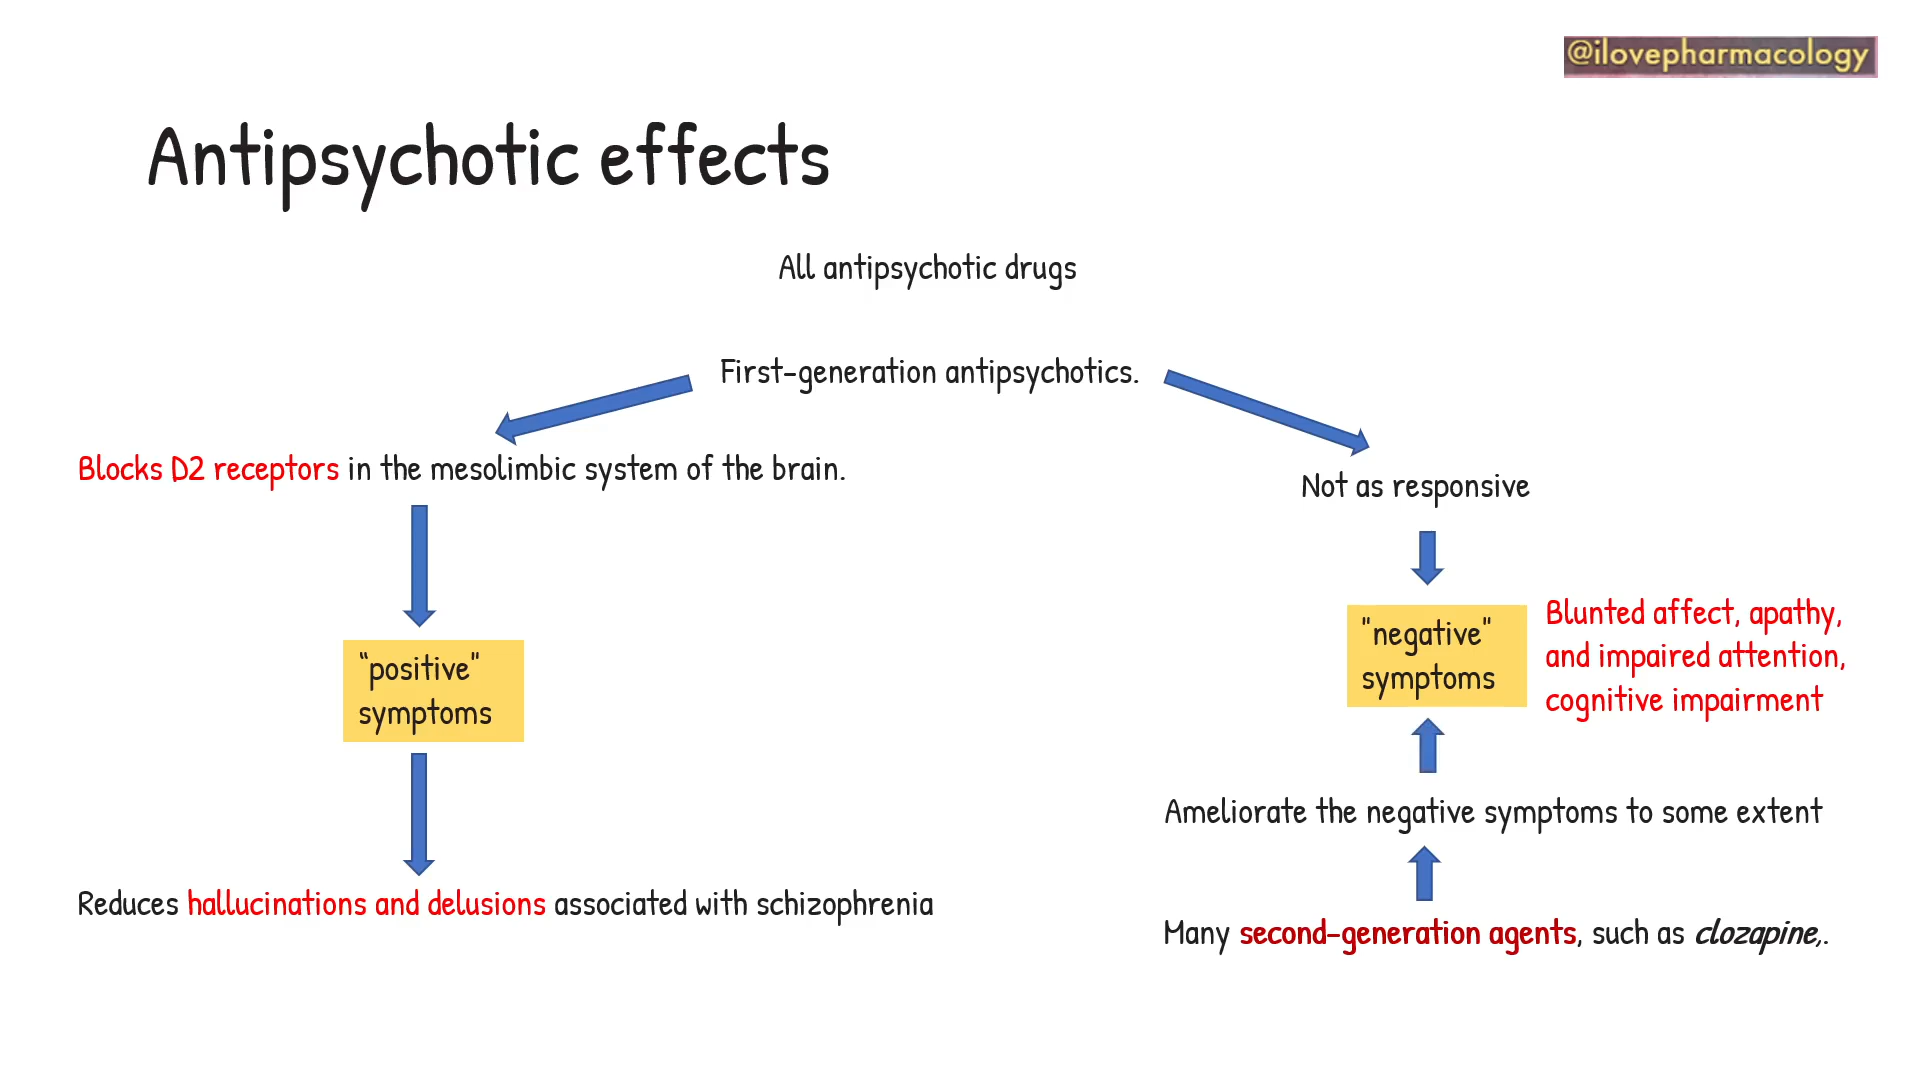 @ilovepharmacology
Antipsychotic effects
All antipsychotic drugs
First-generation antipsychotics.
Blocks D2 receptors in the mesolimbic system of the brain.
Not as responsive
“positive"
symptoms
"negative"
symptoms
Blunted affect, apathy,
and impaired attention,
cognitive impairment
Ameliorate the negative symptoms to some extent
Reduces hallucinations and delusions associated with schizophrenia
Many second-generation agents, such as clozapine,.